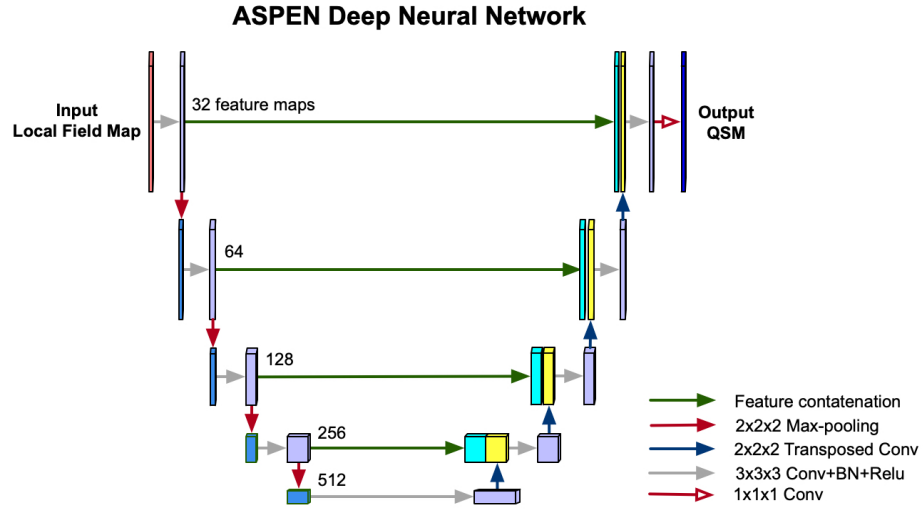 ASPEN Deep Neural Network
Input
Local Field Map
32 feature maps
Output
QSM
64
128
256
512
Feature contatenation
2x2x2 Max-pooling
2x2x2 Transposed Conv
3x3x3 Conv+BN+Relu
1x1x1 Conv